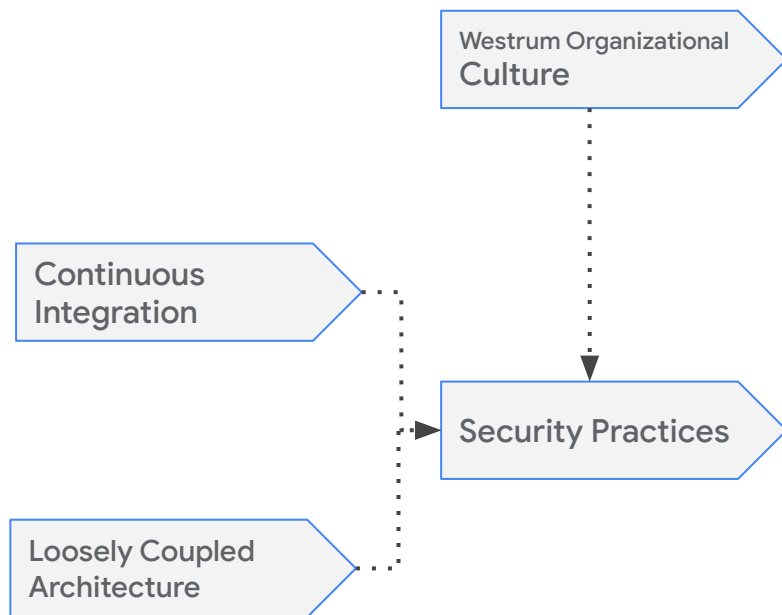 Westrum Organizational
Culture
Continuous
Integration
Security Practices
Loosely Coupled
Architecture